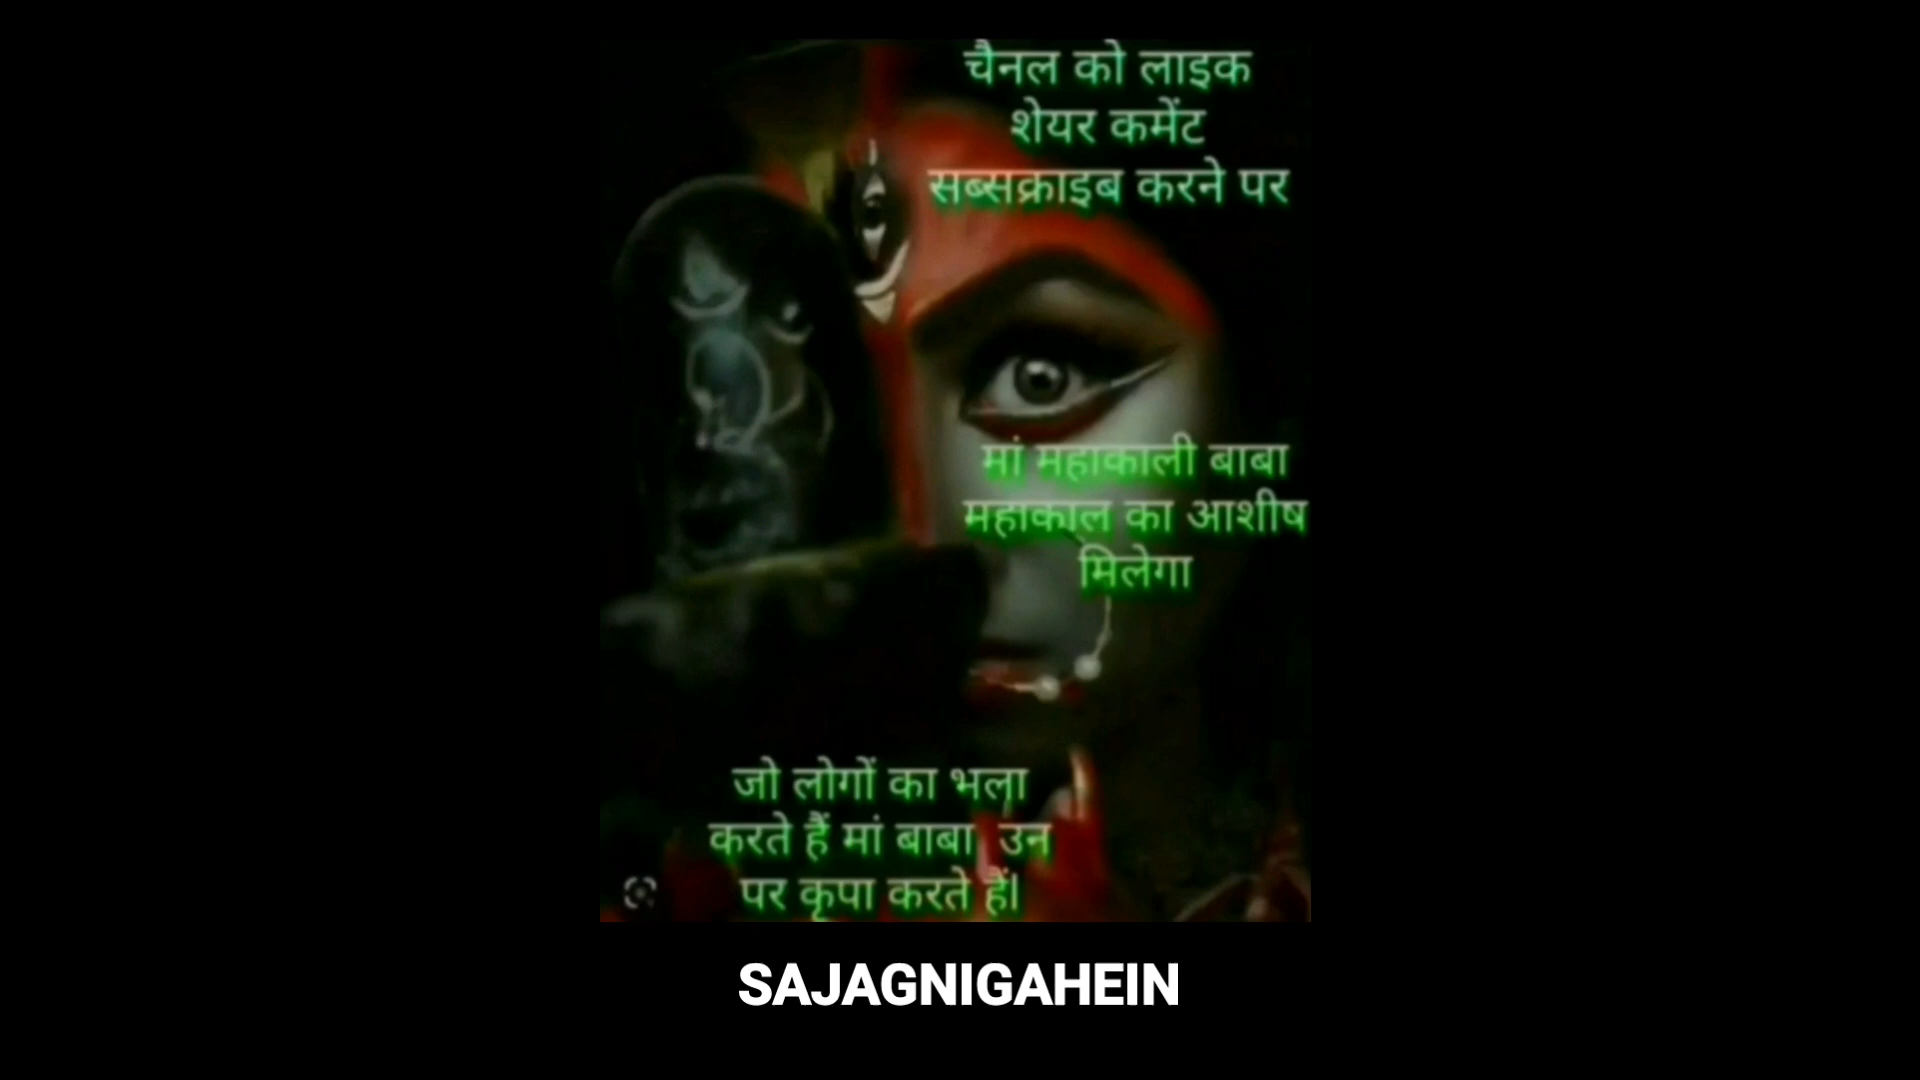 चैनल को लाइक
शेयर कमेंट
सब्सक्राइब करने पर
मां महाकाली बाबा
महाकाल का आशीष
मिलेगा
जो लोगों का भला
करते हैं मां बाबा उन
पर कृपा करते हैं।
SAJAGNIGAHEIN